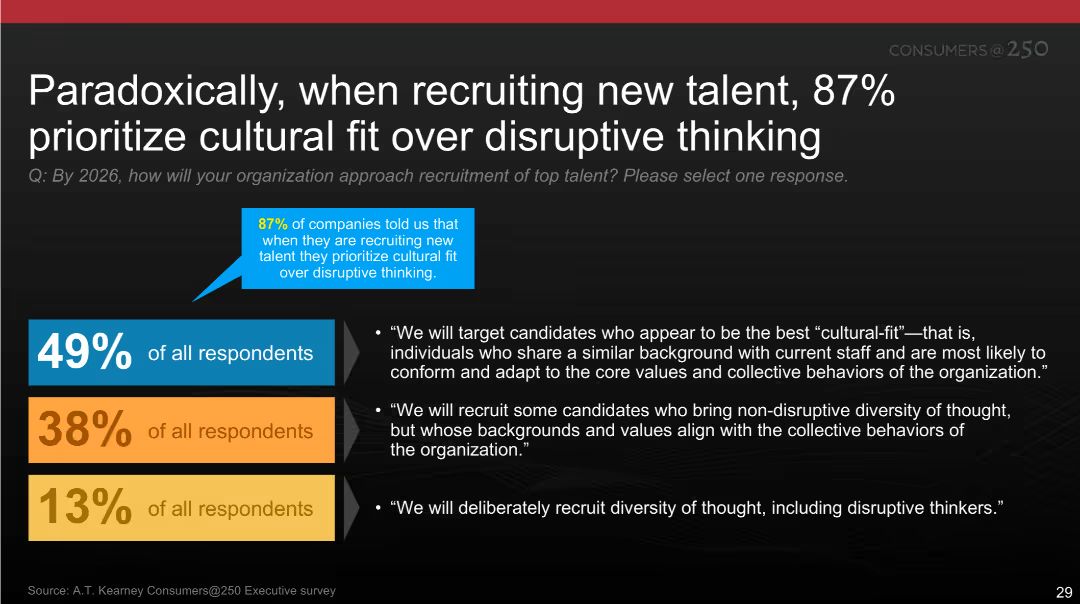 CONSUMERS@250
Paradoxically, when recruiting new talent, 87%
prioritize cultural fit over disruptive thinking
Q: By 2026, how will your organization approach recruitment of top talent? Please select one response.
87% of companies told us that
when they are recruiting new
talent they prioritize cultural fit
over disruptive thinking.
49% of all respondents
• “We will target candidates who appear to be the best “cultural-fit”—that is,
individuals who share a similar background with current staff and are most likely to
conform and adapt to the core values and collective behaviors of the organization.”
38% of all respondents
• “We will recruit some candidates who bring non-disruptive diversity of thought,
but whose backgrounds and values align with the collective behaviors of
the organization.”
13% of all respondents
• “We will deliberately recruit diversity of thought, including disruptive thinkers.”
Source: A.T. Kearney Consumers@250 Executive survey
29